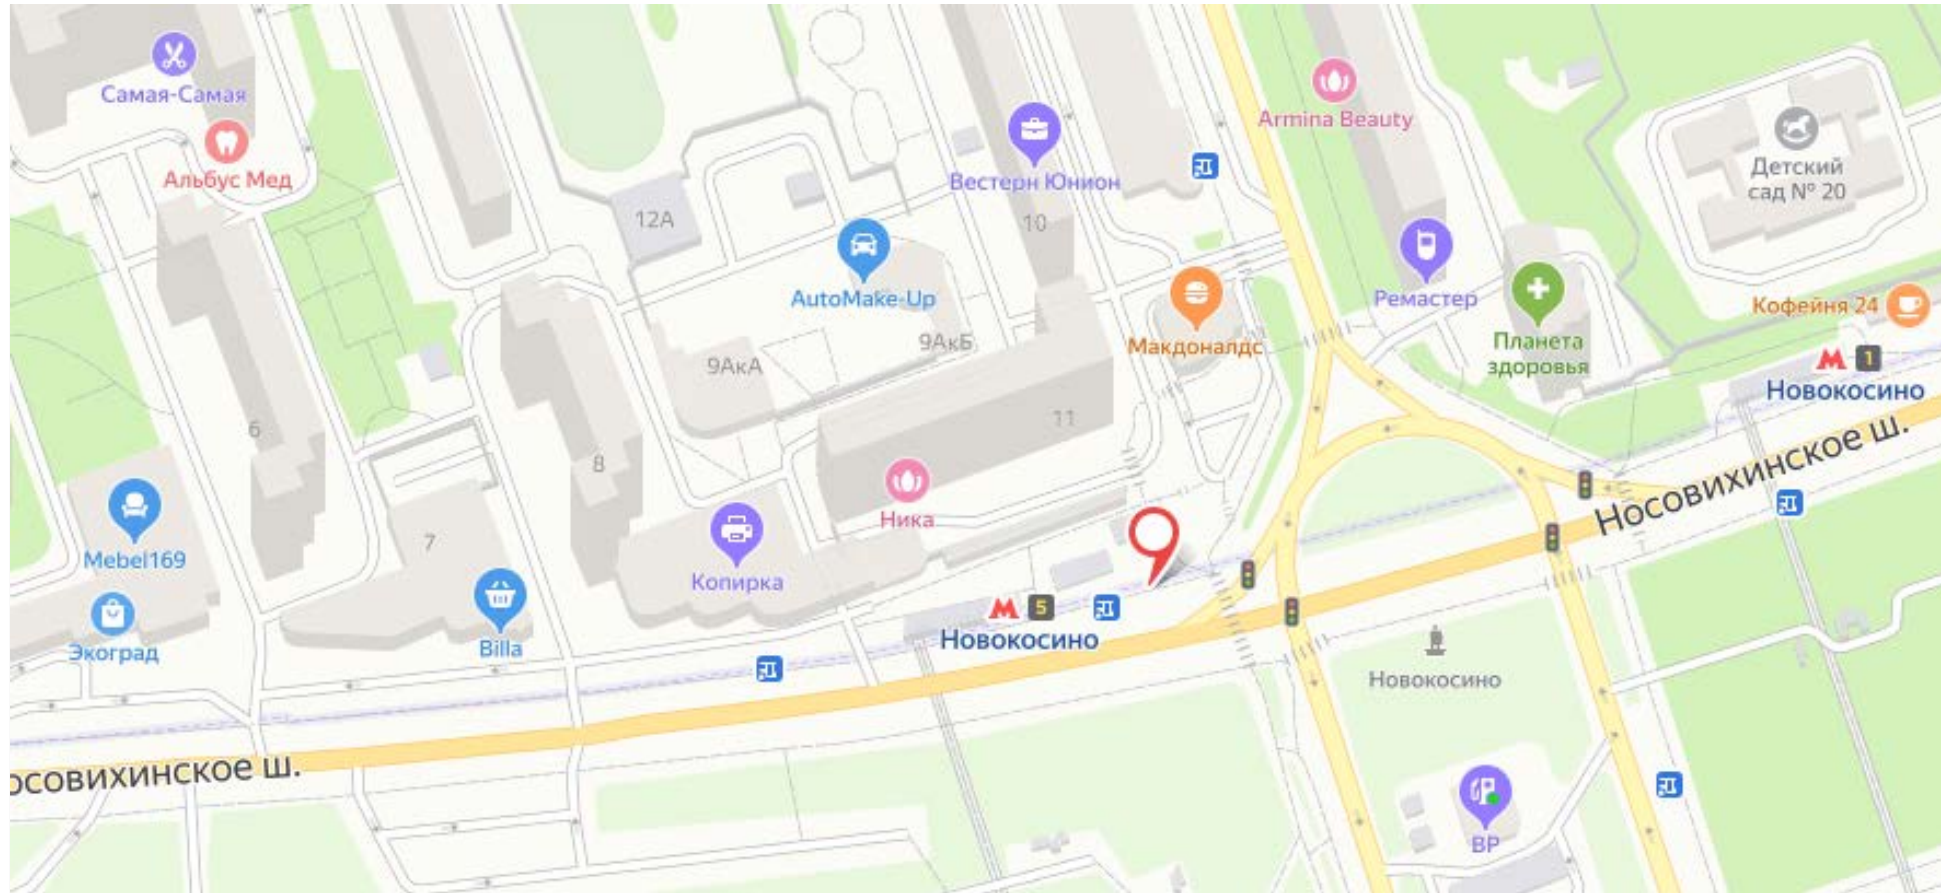 Самая-Самая
Armina Beauty
Альбус Мед
Вестерн Юнион
Детский
сад № 20
12А
10
AutoMake-Up
Ремастер
Кофейня 24
9АкБ
Макдоналдс
Планета
здоровья
9АкА
1
Новокосино
6
11
8
Носовихинское ш.
Ника
7
Mebel169
Копирка
5
Новокосино
Billa
Экоград
Новокосино
осовихинское ш.
BP